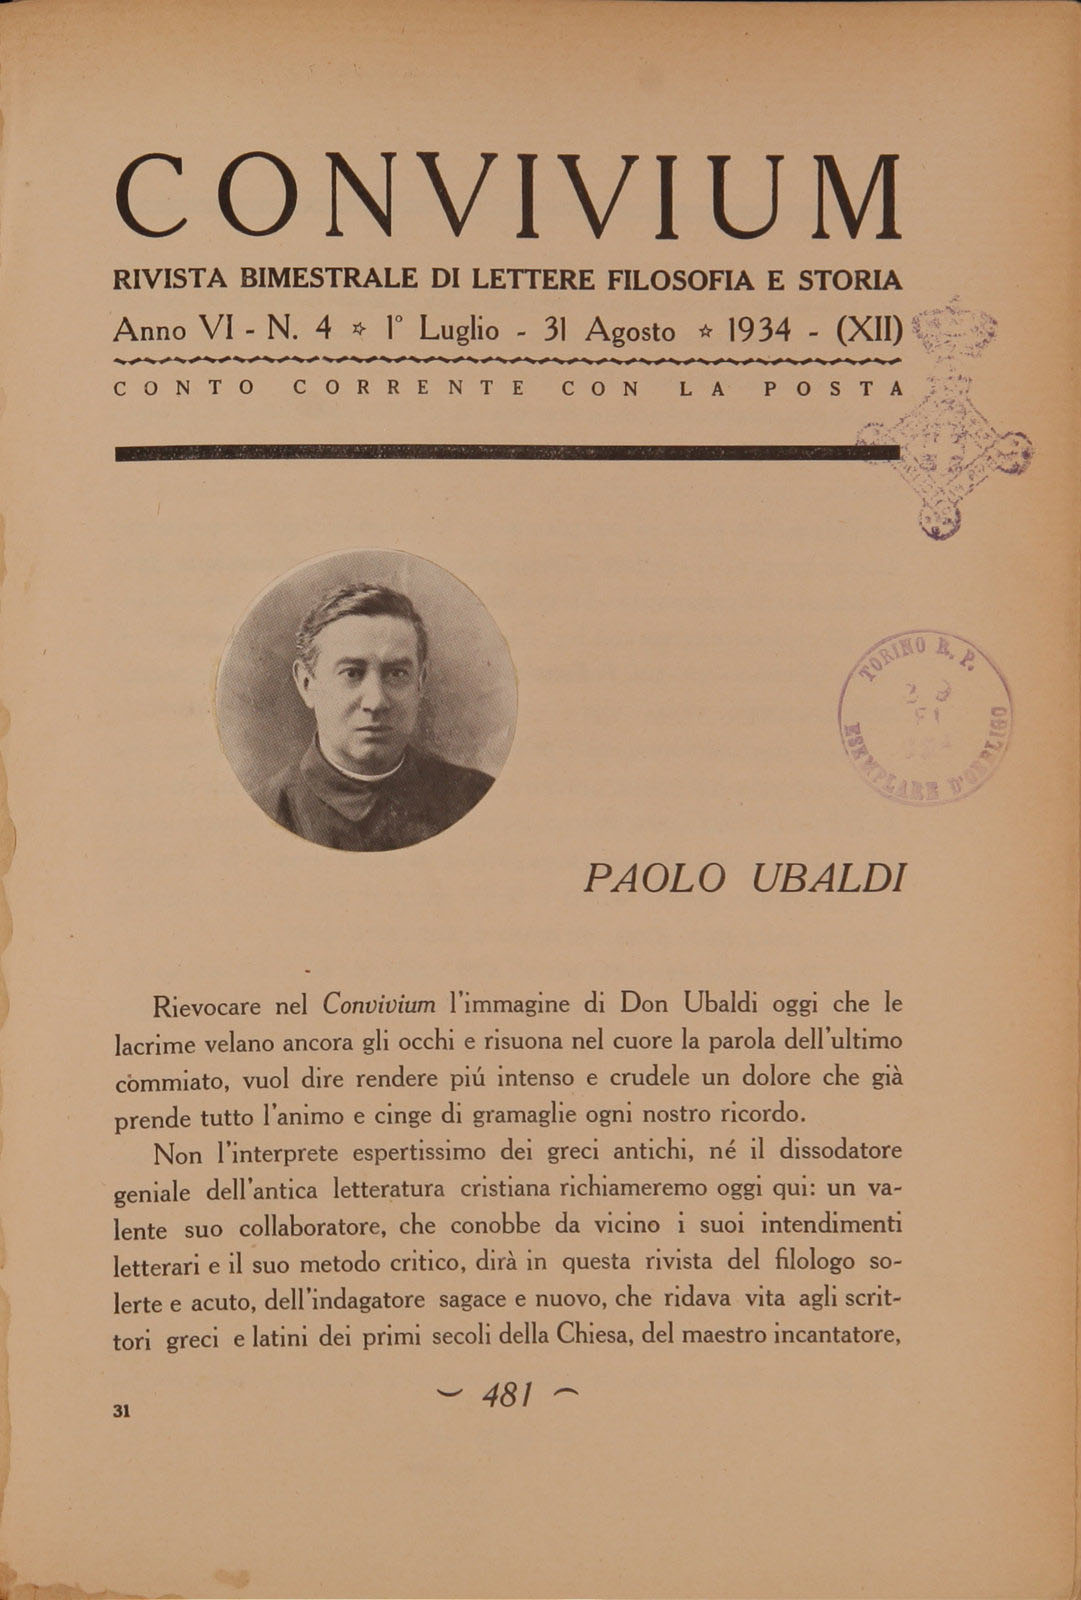 CONVIVIUM
RIVISTA BIMESTRALE DI LETTERE FILOSOFIA E STORIA
Anno VI - N. 4 ☆ 1° Luglio - 31 Agosto ☆ 1934 - (XII)
CONTO CORRENTE CON LA POSTA
TORINO R. P.
ESEMPLARE D'OBBLIGO
PAOLO UBALDI
Rievocare nel Convivium l'immagine di Don Ubaldi oggi che le
lacrime velano ancora gli occhi e risuona nel cuore la parola dell'ultimo
commiato, vuol dire rendere piú intenso e crudele un dolore che già
prende tutto l'animo e cinge di gramaglie ogni nostro ricordo.
Non l'interprete espertissimo dei greci antichi, né il dissodatore
geniale dell'antica letteratura cristiana richiameremo oggi qui: un va-
lente suo collaboratore, che conobbe da vicino i suoi intendimenti
letterari e il suo metodo critico, dirà in questa rivista del filologo so-
lerte e acuto, dell'indagatore sagace e nuovo, che ridava vita agli scrit-
tori greci e latini dei primi secoli della Chiesa, del maestro incantatore,
31
481